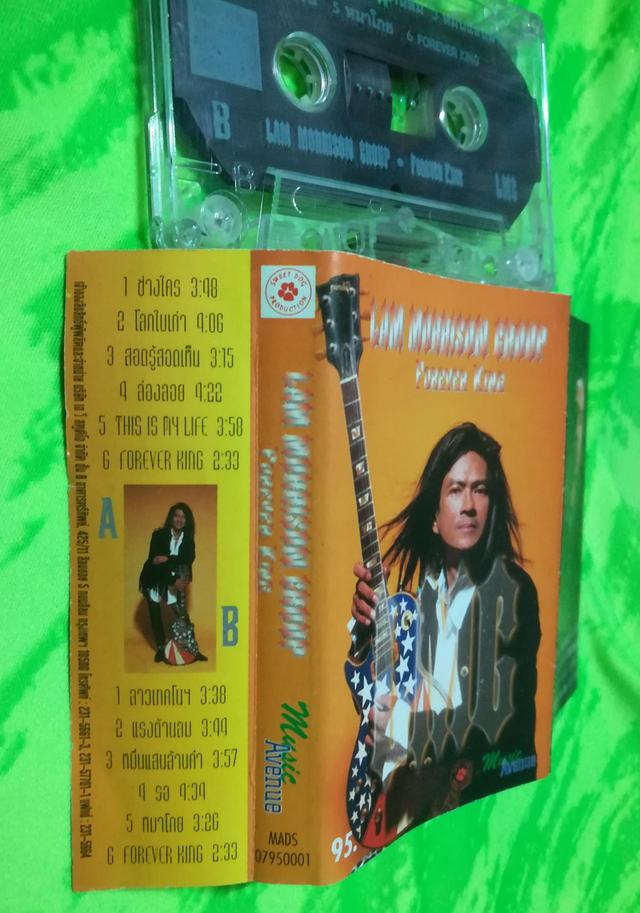 5 หมาโกย 6 FOREVER KING
B
LAM MORRISON GROUP • FOREVER KING
LMG
SWEET DOG
PRODUCTION
1 ช่างใคร 3:48
2 โลกใบเก่า 4:06
3 สอดรู้สอดเห็น 3:15
4 ล่องลอย 4:22
5 THIS IS MY LIFE 3:58
6 FOREVER KING 2:33
A
B
1 ลาวเทคโนฯ 3:38
2 แรงต้านลม 3:44
3 หมื่นแสนล้านคำ 3:57
4 รอ 4:34
5 หมาโกย 3:26
6 FOREVER KING 2:33
LAM MORRISON GROUP
FOREVER KING
Music
Avenue
MADS
07950001
LAM MORRISON GROUP
FOREVER KING
LMG
Music
Avenue
95.